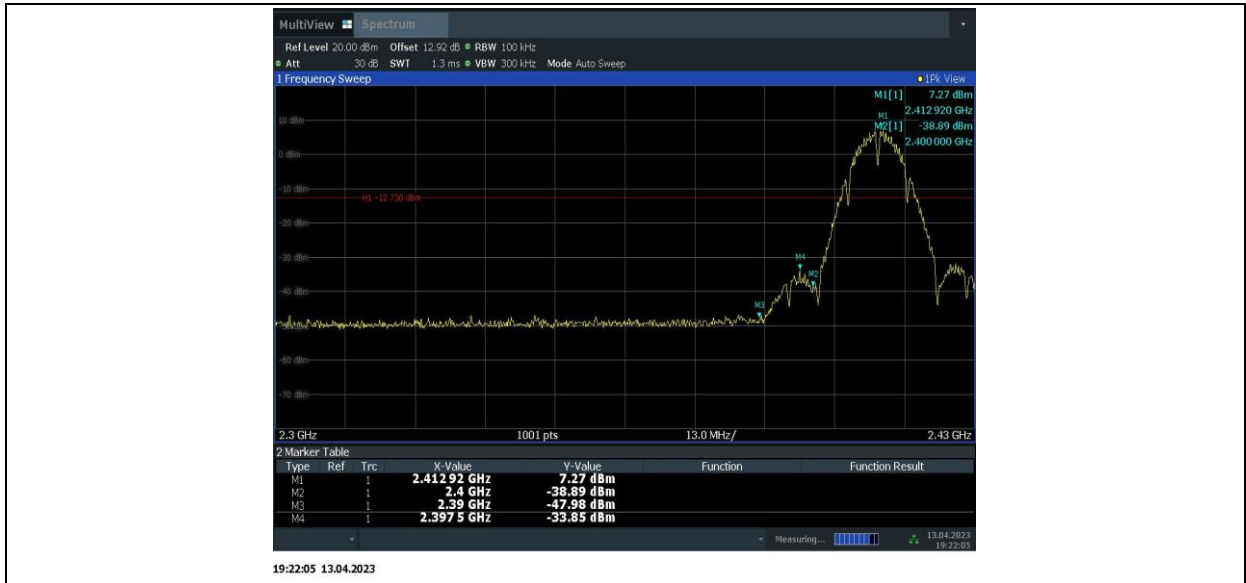 MultiView Spectrum
Ref Level 20.00 dBm Offset 12.92 dB RBW 100 kHz
Att 30 dB SWT 1.3 ms VBW 300 kHz Mode Auto Sweep
1 Frequency Sweep 1Pk View
M1[1] 7.27 dBm
2.412 920 GHz
M1
M2[1] -38.89 dBm
2.400 000 GHz
10 dBm
0 dBm
-10 dBm
H1 -12.730 dBm
-20 dBm
-30 dBm
M4
M2
-40 dBm
M3
-60 dBm
-70 dBm
2.3 GHz 1001 pts 13.0 MHz/ 2.43 GHz
2 Marker Table
Type Ref Trc X-Value Y-Value Function Function Result
M1 1 2.412 92 GHz 7.27 dBm
M2 1 2.4 GHz -38.89 dBm
M3 1 2.39 GHz -47.98 dBm
M4 1 2.397 5 GHz -33.85 dBm
Measuring... 13.04.2023
19:22:05
19:22:05 13.04.2023